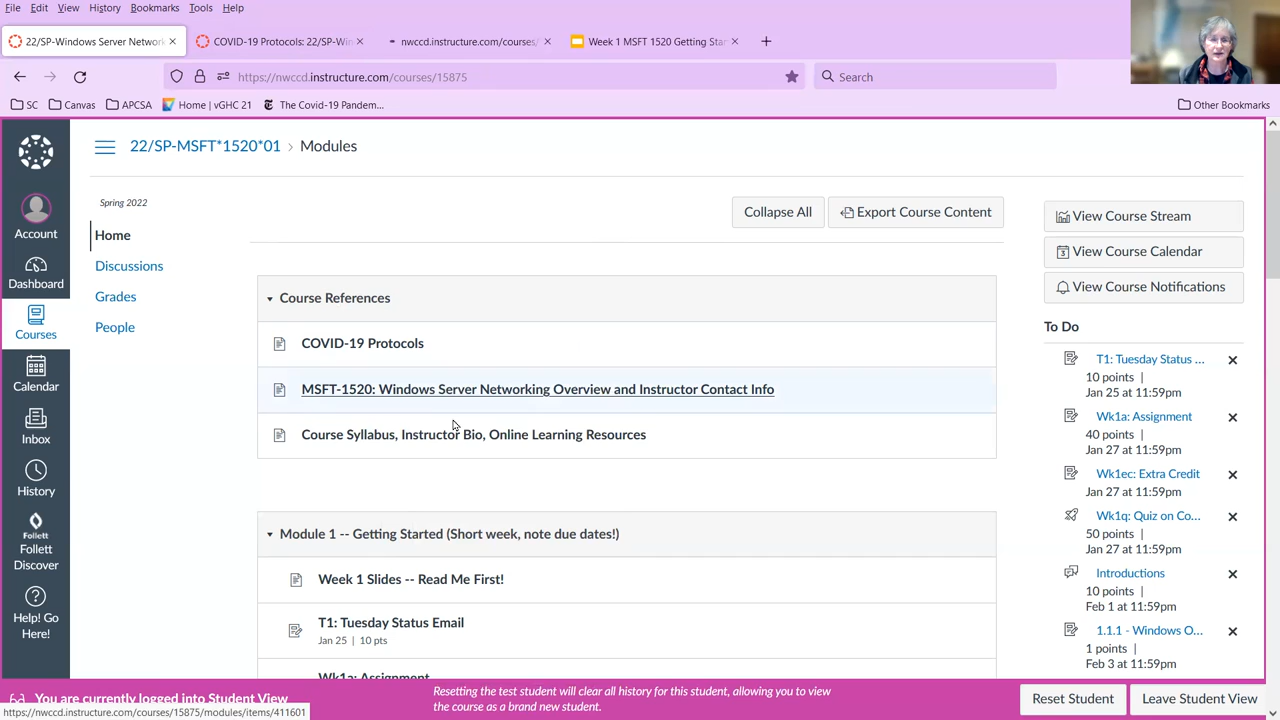 File Edit View History Bookmarks Tools Help
22/SP-Windows Server Network
COVID-19 Protocols: 22/SP-Win
nwccd.instructure.com/courses/
Week 1 MSFT 1520 Getting Star
https://nwccd.instructure.com/courses/15875
Search
SC Canvas APCSA Home | vGHC 21 The Covid-19 Pandem... Other Bookmarks
22/SP-MSFT*1520*01 › Modules
Account
Dashboard
Courses
Calendar
Inbox
History
Follett
Follett
Discover
Help! Go
Here!
Spring 2022
Home
Discussions
Grades
People
Collapse All
Export Course Content
Course References
COVID-19 Protocols
MSFT-1520: Windows Server Networking Overview and Instructor Contact Info
Course Syllabus, Instructor Bio, Online Learning Resources
Module 1 -- Getting Started (Short week, note due dates!)
Week 1 Slides -- Read Me First!
T1: Tuesday Status Email
Jan 25 | 10 pts
Wk1a: Assignment
View Course Stream
View Course Calendar
View Course Notifications
To Do
T1: Tuesday Status ...
10 points |
Jan 25 at 11:59pm
Wk1a: Assignment
40 points |
Jan 27 at 11:59pm
Wk1ec: Extra Credit
Jan 27 at 11:59pm
Wk1q: Quiz on Co...
50 points |
Jan 27 at 11:59pm
Introductions
10 points |
Feb 1 at 11:59pm
1.1.1 - Windows O...
1 points |
Feb 3 at 11:59pm
You are currently logged into Student View
Resetting the test student will clear all history for this student, allowing you to view
the course as a brand new student.
Reset Student
Leave Student View
https://nwccd.instructure.com/courses/15875/modules/items/411601